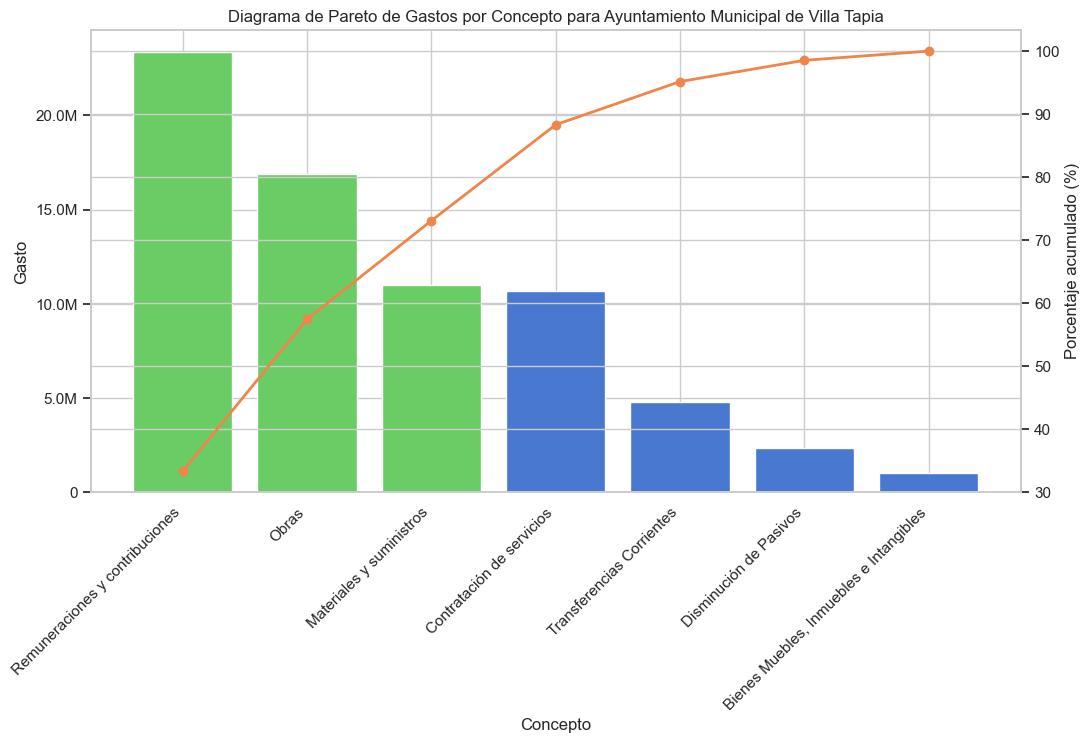 Diagrama de Pareto de Gastos por Concepto para Ayuntamiento Municipal de Villa Tapia
Gasto
20.0M
15.0M
10.0M
5.0M
0
100
90
80
70
60
50
40
30
Porcentaje acumulado (%)
Remuneraciones y contribuciones
Obras
Materiales y suministros
Contratación de servicios
Transferencias Corrientes
Disminución de Pasivos
Bienes Muebles, Inmuebles e Intangibles
Concepto